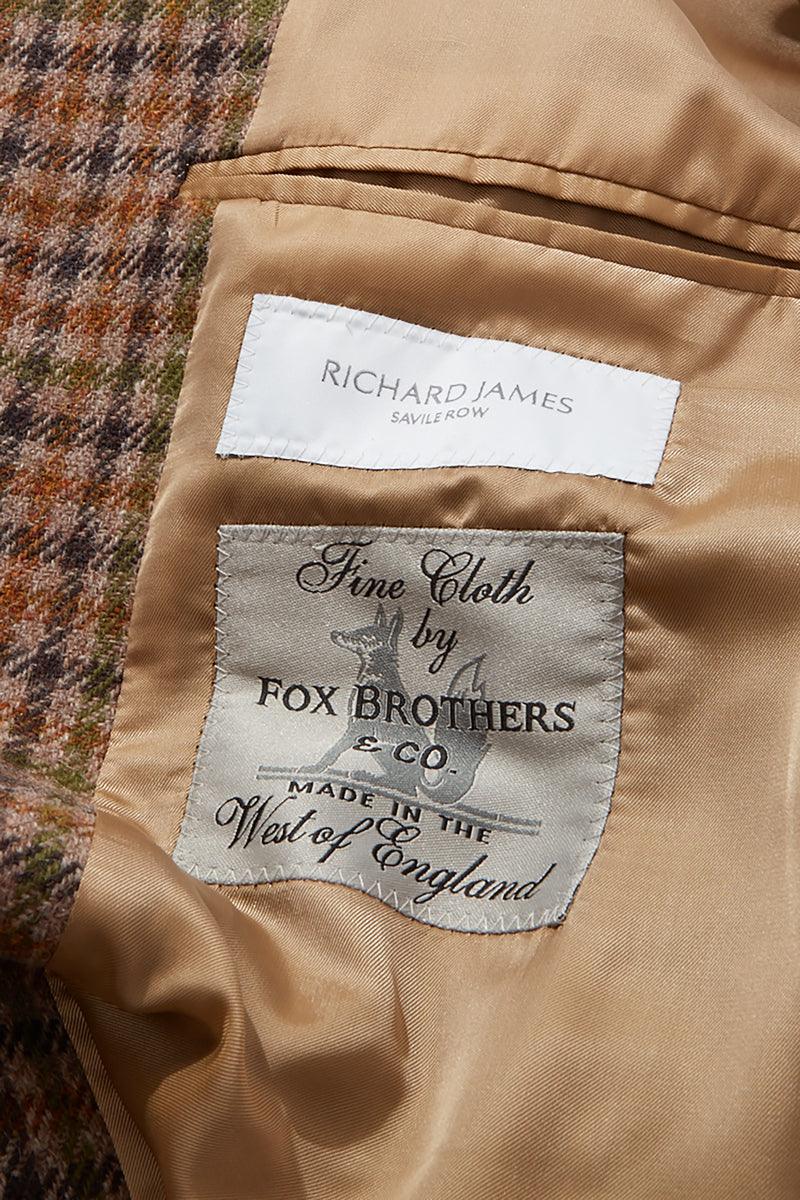 RICHARD JAMES
SAVILE ROW
Fine Cloth
by
FOX BROTHERS
& CO.
MADE IN THE
West of England